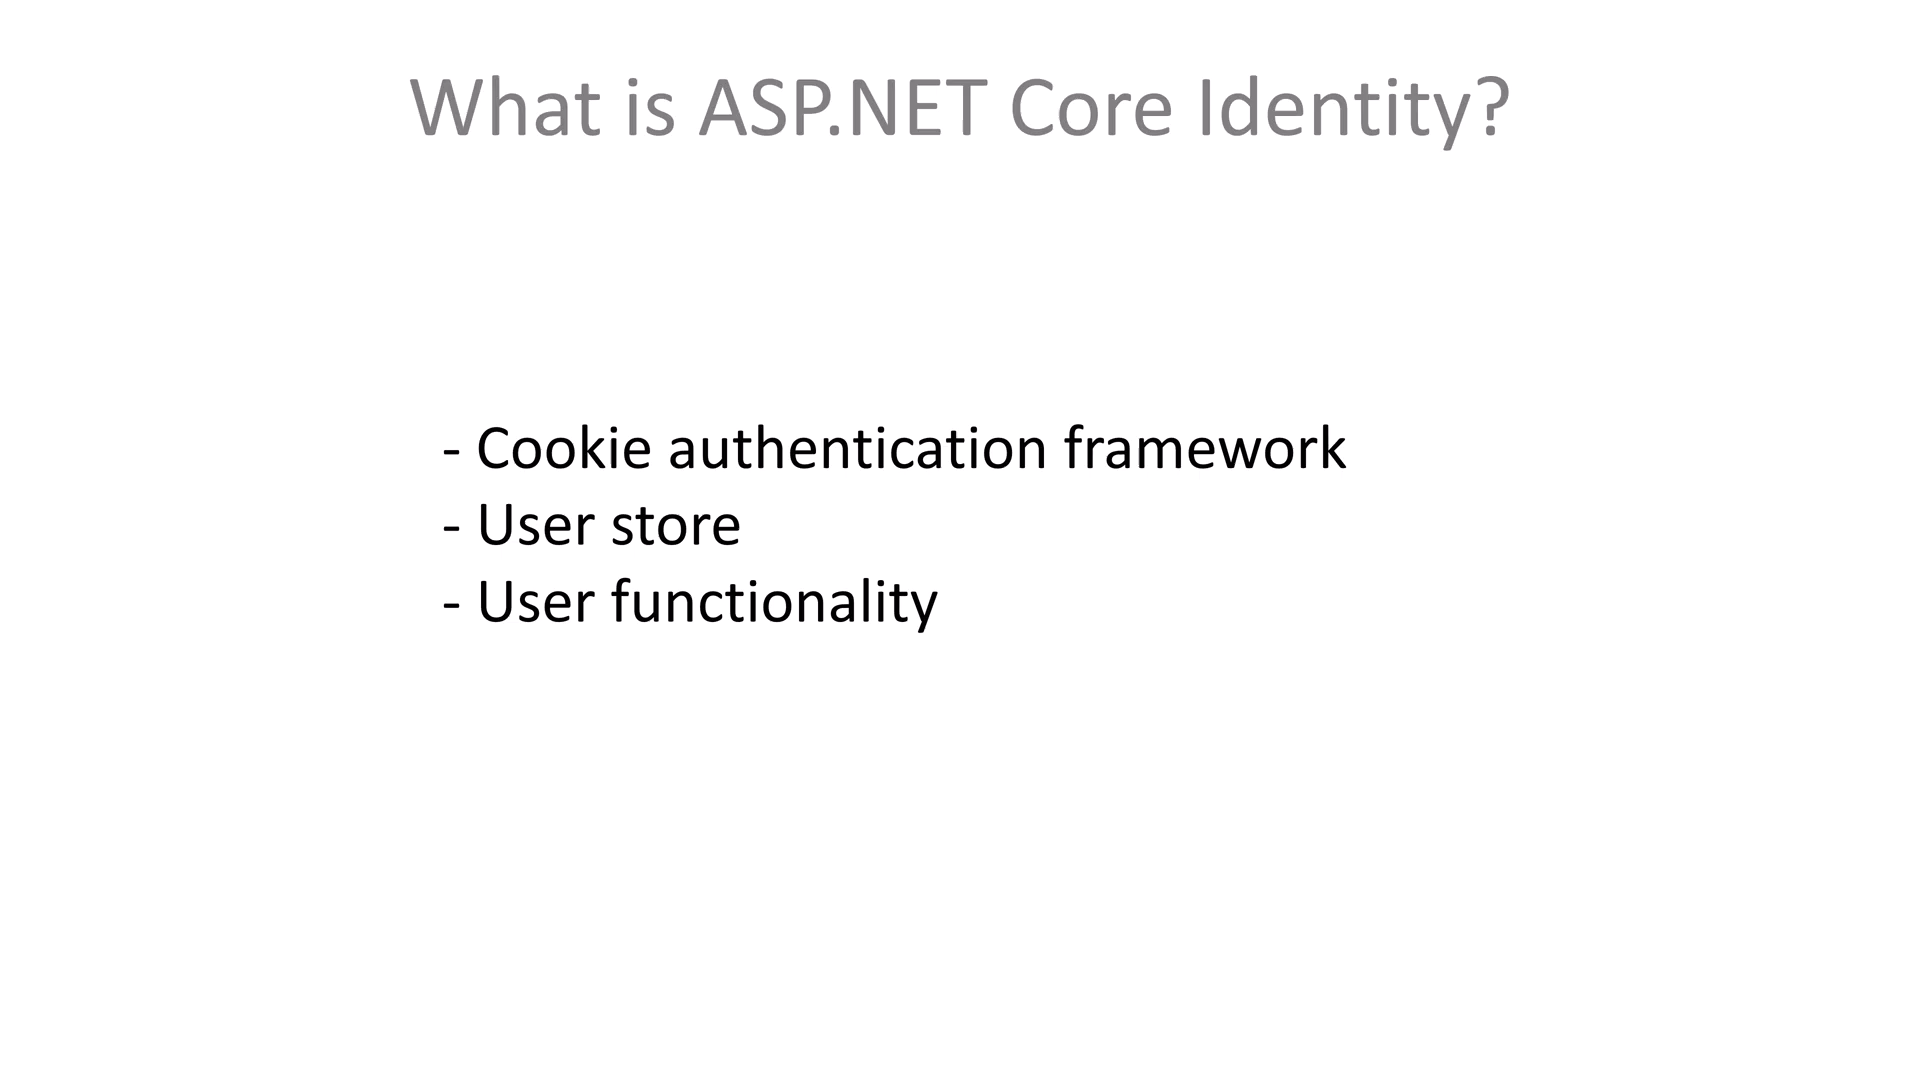 What is ASP.NET Core Identity?
- Cookie authentication framework
- User store
- User functionality